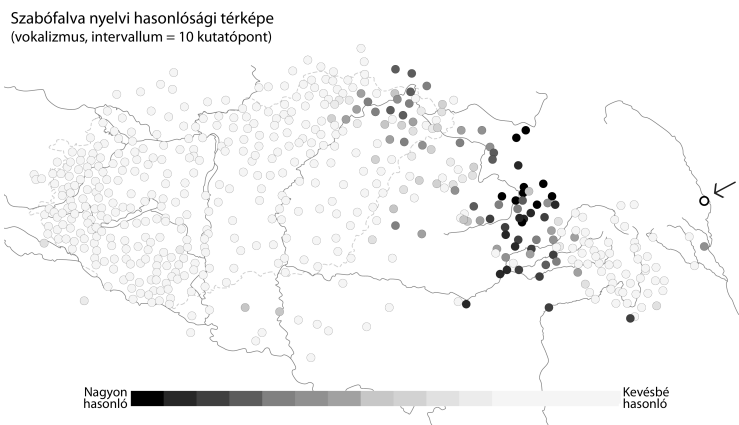 Szabófalva nyelvi hasonlósági térképe
(vokalizmus, intervallum = 10 kutatópont)
Nagyon
hasonló
Kevésbé
hasonló